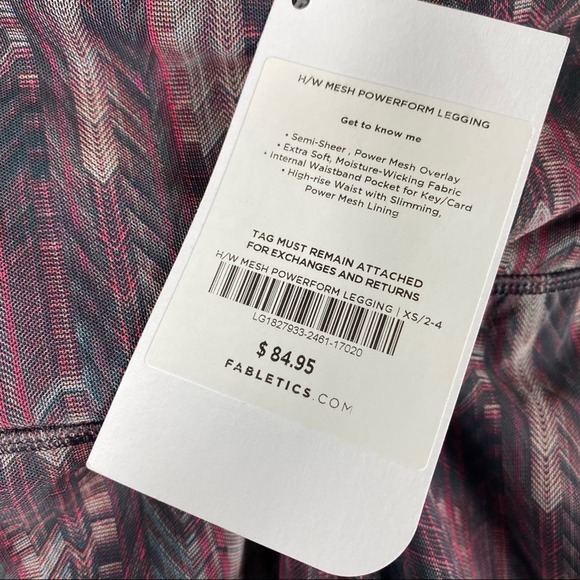 H/W MESH POWERFORM LEGGING
Get to know me
• Semi-Sheer , Power Mesh Overlay
• Extra Soft, Moisture-Wicking Fabric
• Internal Waistband Pocket for Key/Card
• High-rise Waist with Slimming,
Power Mesh Lining
TAG MUST REMAIN ATTACHED
FOR EXCHANGES AND RETURNS
H/W MESH POWERFORM LEGGING | XS/2-4
LG1827933-2461-17020
$ 84.95
FABLETICS.COM